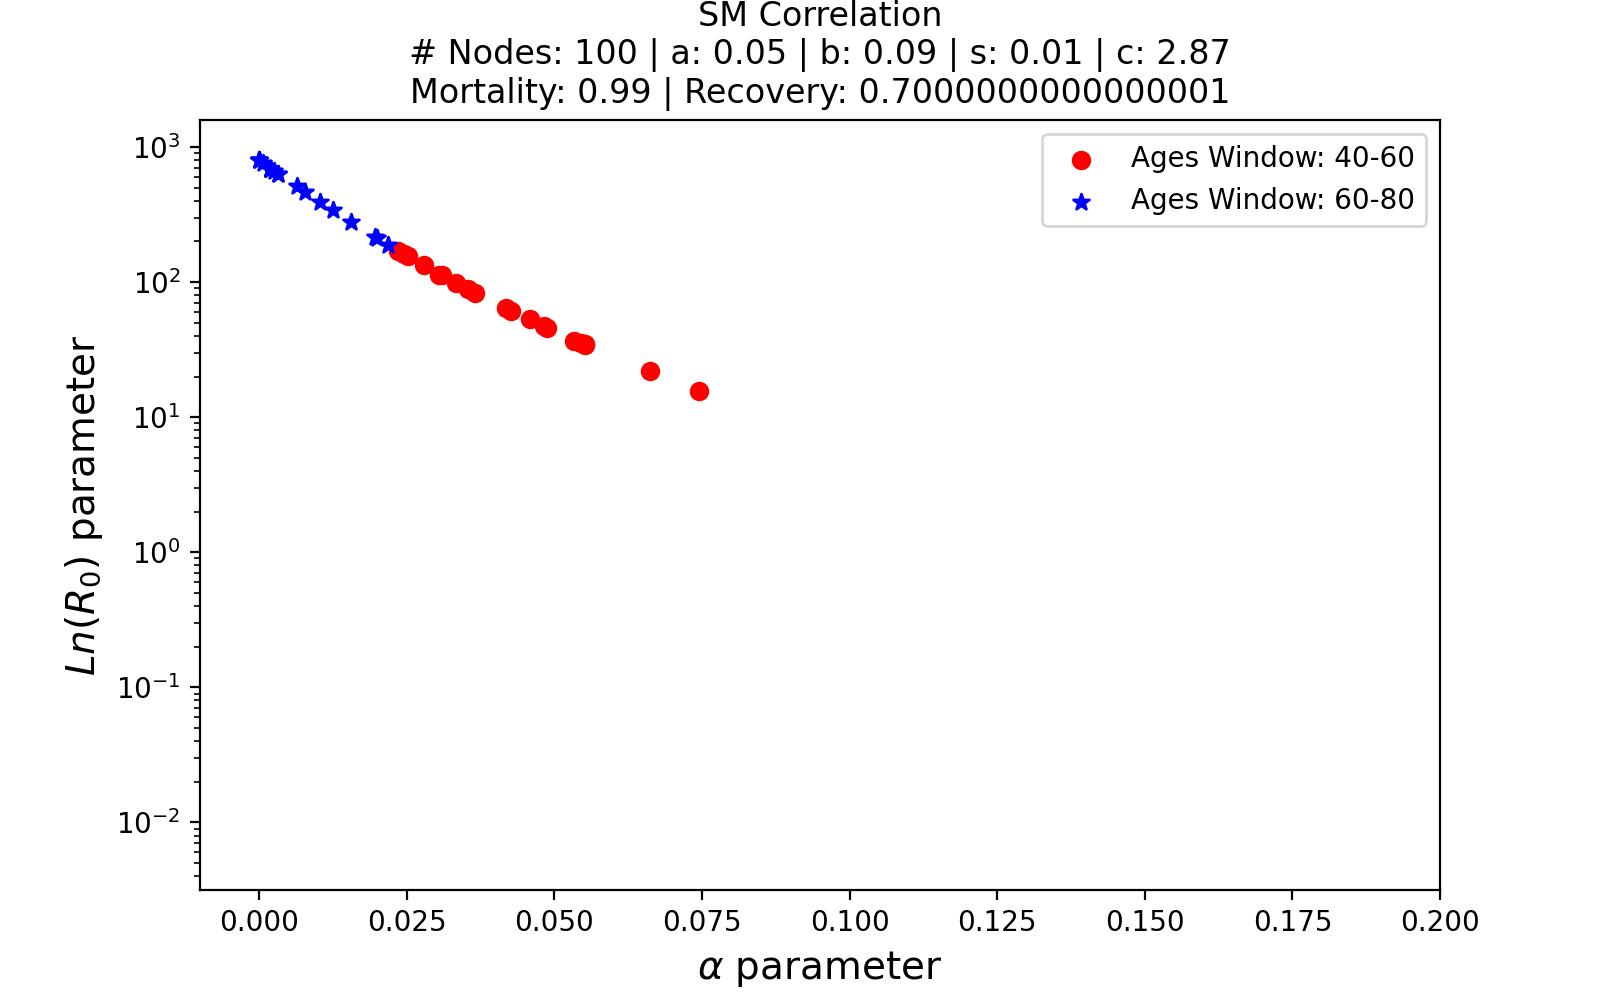 SM Correlation
# Nodes: 100 | a: 0.05 | b: 0.09 | s: 0.01 | c: 2.87
Mortality: 0.99 | Recovery: 0.7000000000000001
Ages Window: 40-60
Ages Window: 60-80
10³
10²
10¹
10⁰
10⁻¹
10⁻²
Ln(R₀) parameter
0.000 0.025 0.050 0.075 0.100 0.125 0.150 0.175 0.200
α parameter